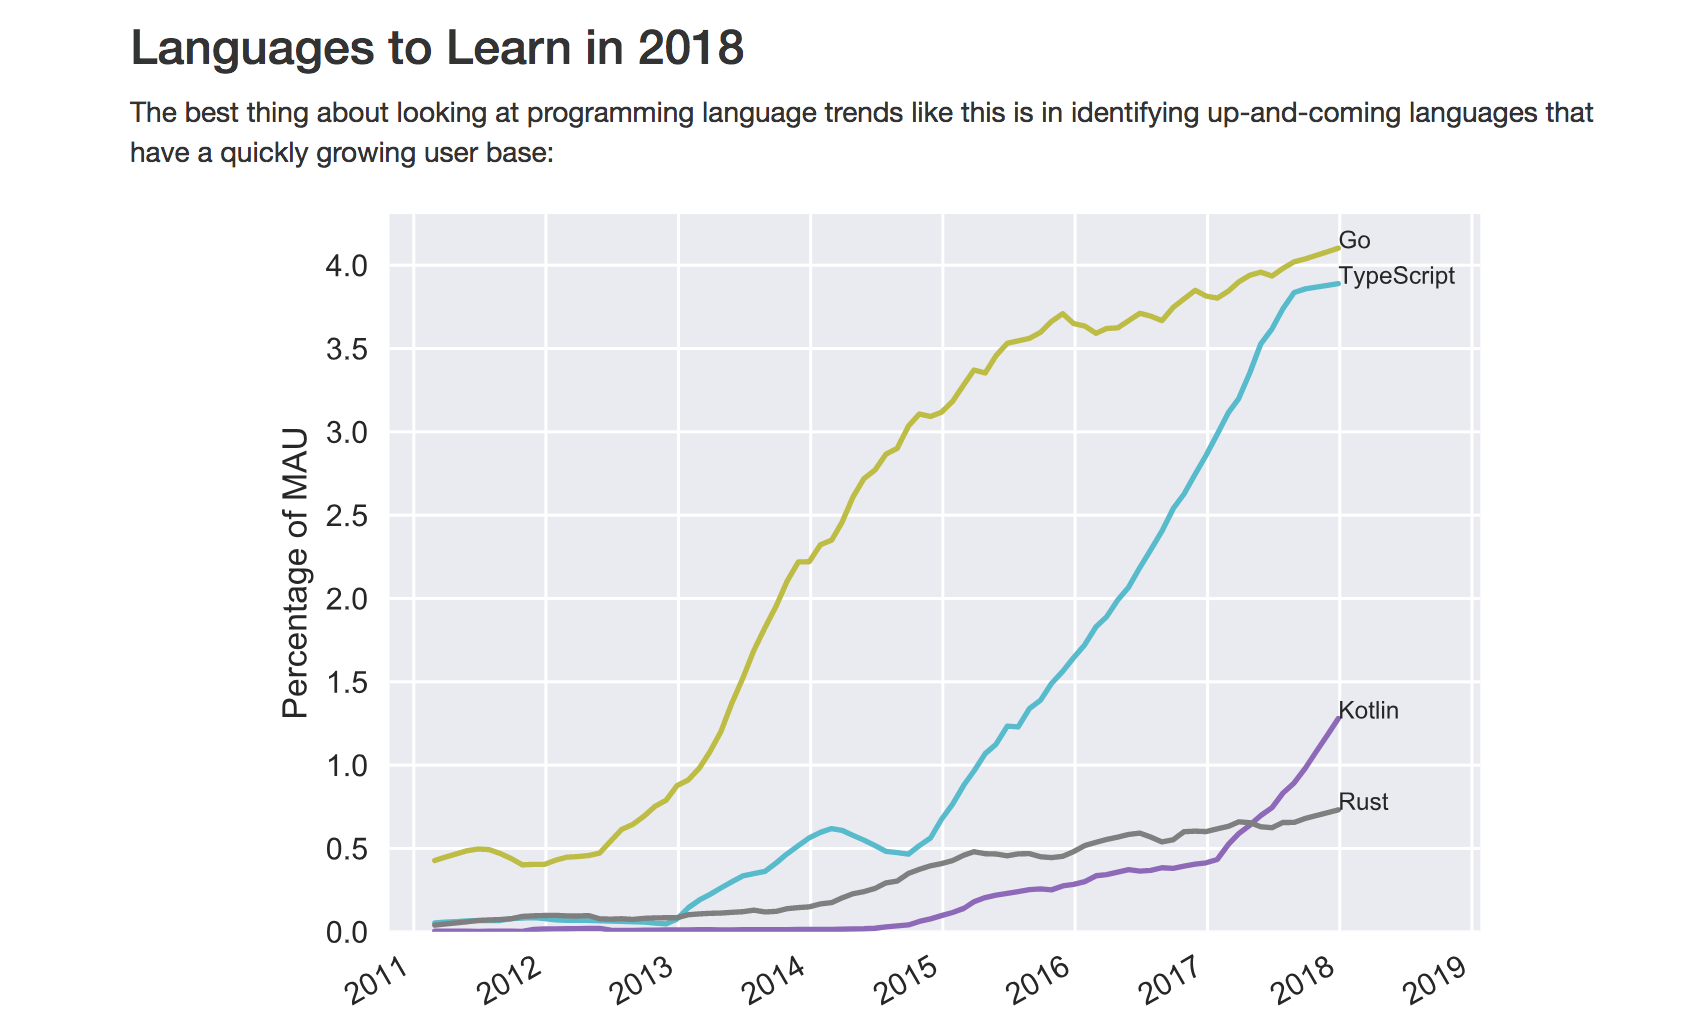 Languages to Learn in 2018
The best thing about looking at programming language trends like this is in identifying up-and-coming languages that
have a quickly growing user base:
Go
TypeScript
Kotlin
Rust
Percentage of MAU
4.0
3.5
3.0
2.5
2.0
1.5
1.0
0.5
0.0
2011
2012
2013
2014
2015
2016
2017
2018
2019